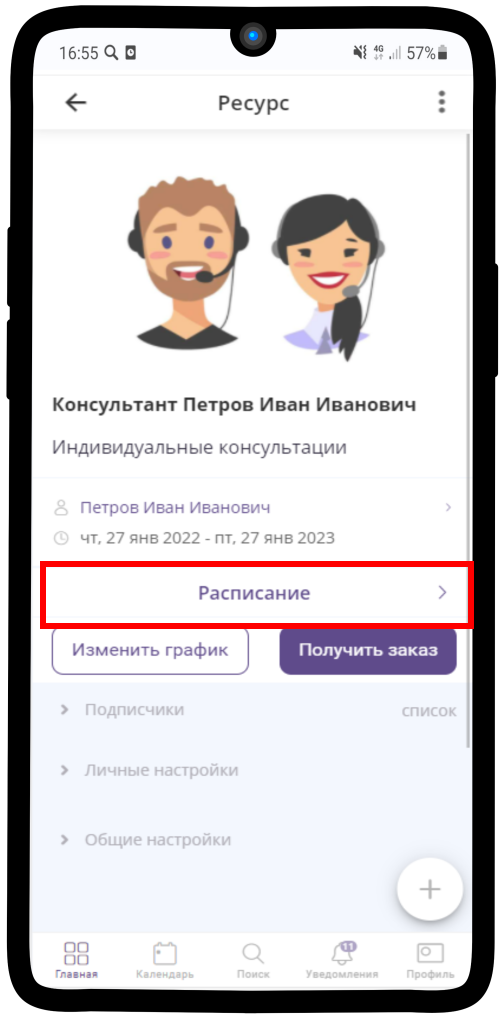 16:55 4G 57%
Ресурс
Консультант Петров Иван Иванович
Индивидуальные консультации
Петров Иван Иванович
чт, 27 янв 2022 - пт, 27 янв 2023
Расписание
Изменить график Получить заказ
Подписчики список
Личные настройки
Общие настройки
11
Главная Календарь Поиск Уведомления Профиль